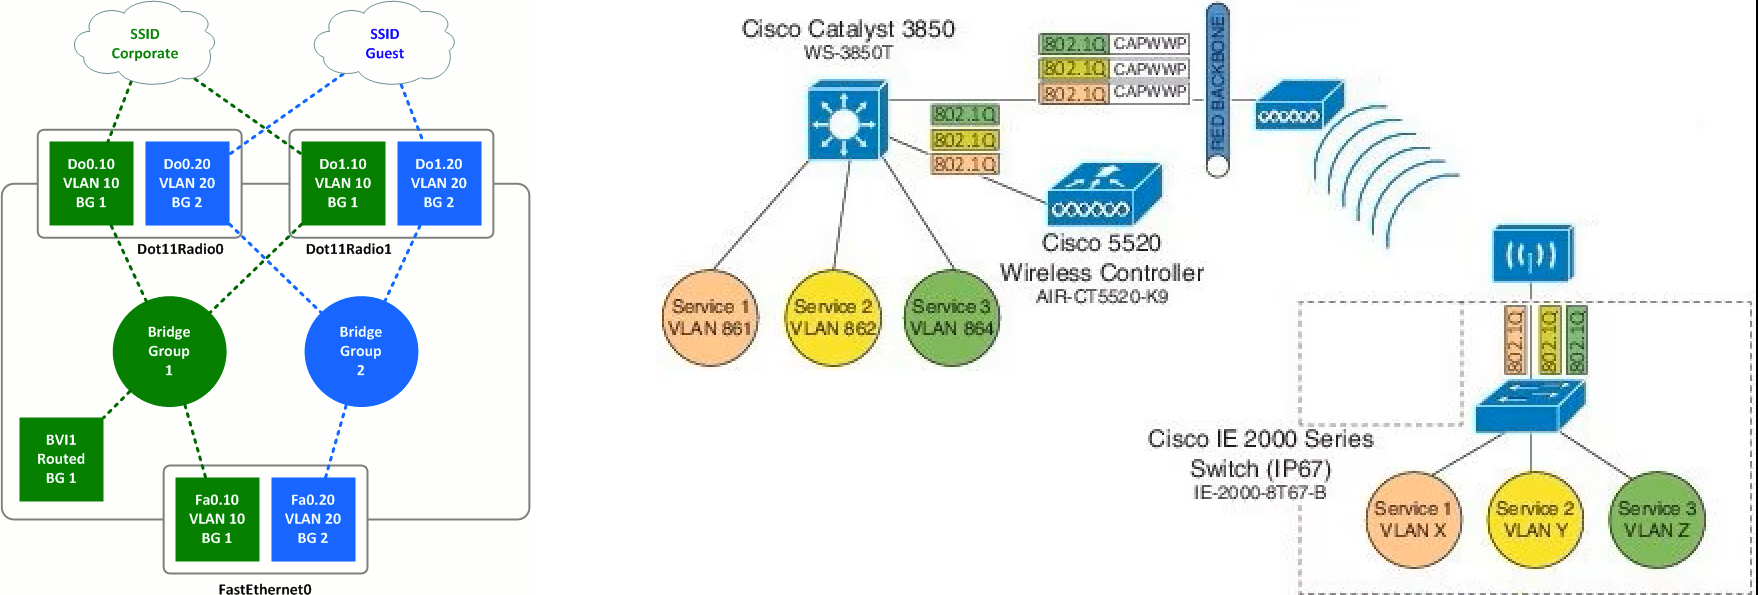 SSID
Corporate
SSID
Guest
Do0.10
VLAN 10
BG 1
Do0.20
VLAN 20
BG 2
Do1.10
VLAN 10
BG 1
Do1.20
VLAN 20
BG 2
Dot11Radio0
Dot11Radio1
Bridge
Group
1
Bridge
Group
2
BVI1
Routed
BG 1
Fa0.10
VLAN 10
BG 1
Fa0.20
VLAN 20
BG 2
FastEthernet0
Cisco Catalyst 3850
WS-3850T
802.1Q CAPWWP
802.1Q CAPWWP
802.1Q CAPWWP
RED BACKBONE
802.1Q
802.1Q
802.1Q
Cisco 5520
Wireless Controller
AIR-CT5520-K9
Service 1
VLAN 861
Service 2
VLAN 862
Service 3
VLAN 864
802.1Q
802.1Q
802.1Q
Cisco IE 2000 Series
Switch (IP67)
IE-2000-8T67-B
Service 1
VLAN X
Service 2
VLAN Y
Service 3
VLAN Z